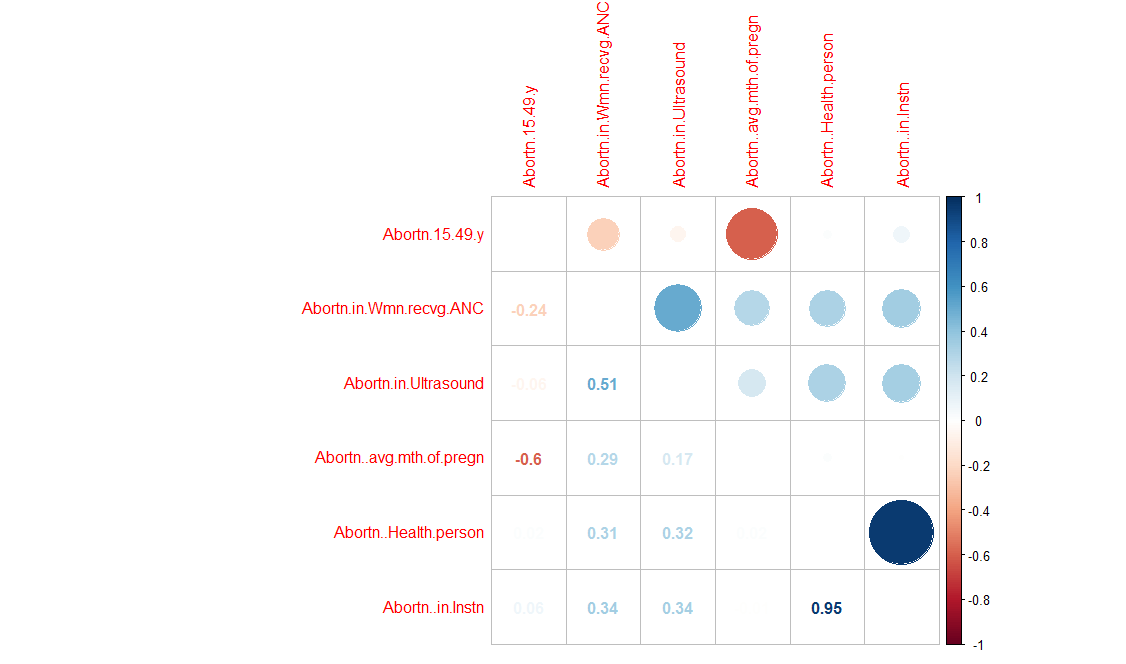 Abortn.15.49.y
Abortn.in.Wmn.recvg.ANC
Abortn.in.Ultrasound
Abortn..avg.mth.of.pregn
Abortn..Health.person
Abortn..in.Instn
Abortn.15.49.y
Abortn.in.Wmn.recvg.ANC -0.24
Abortn.in.Ultrasound -0.06 0.51
Abortn..avg.mth.of.pregn -0.6 0.29 0.17
Abortn..Health.person 0.31 0.32
Abortn..in.Instn 0.06 0.34 0.34 0.95
1
0.8
0.6
0.4
0.2
0
-0.2
-0.4
-0.6
-0.8
-1